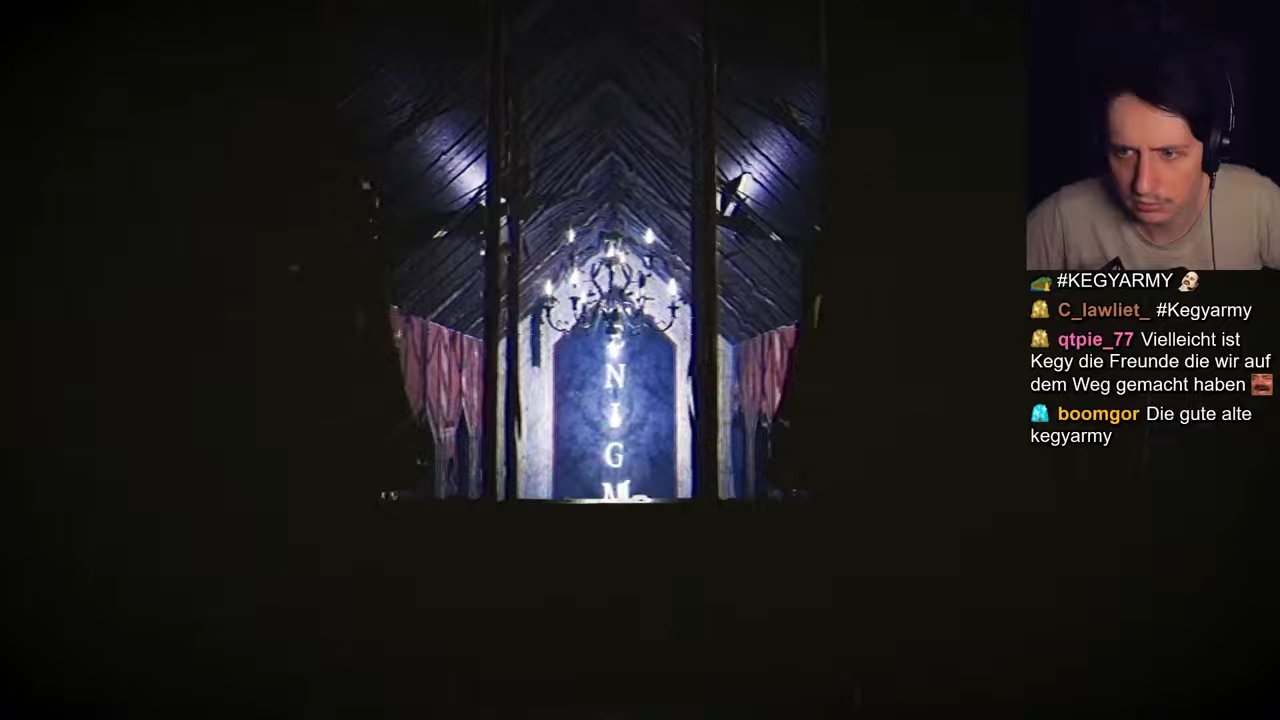 N
I
G
#KEGYARMY
C_lawliet_ #Kegyarmy
qtpie_77 Vielleicht ist
Kegy die Freunde die wir auf
dem Weg gemacht haben
boomgor Die gute alte
kegyarmy